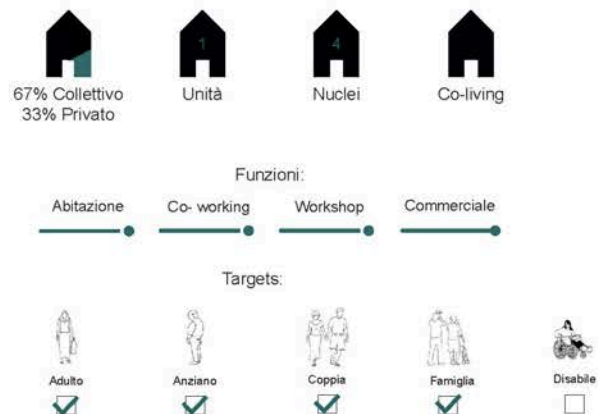 1
4
67% Collettivo
33% Privato
Unità
Nuclei
Co-living
Funzioni:
Abitazione
Co- working
Workshop
Commerciale
Targets:
Adulto
Anziano
Coppia
Famiglia
Disabile